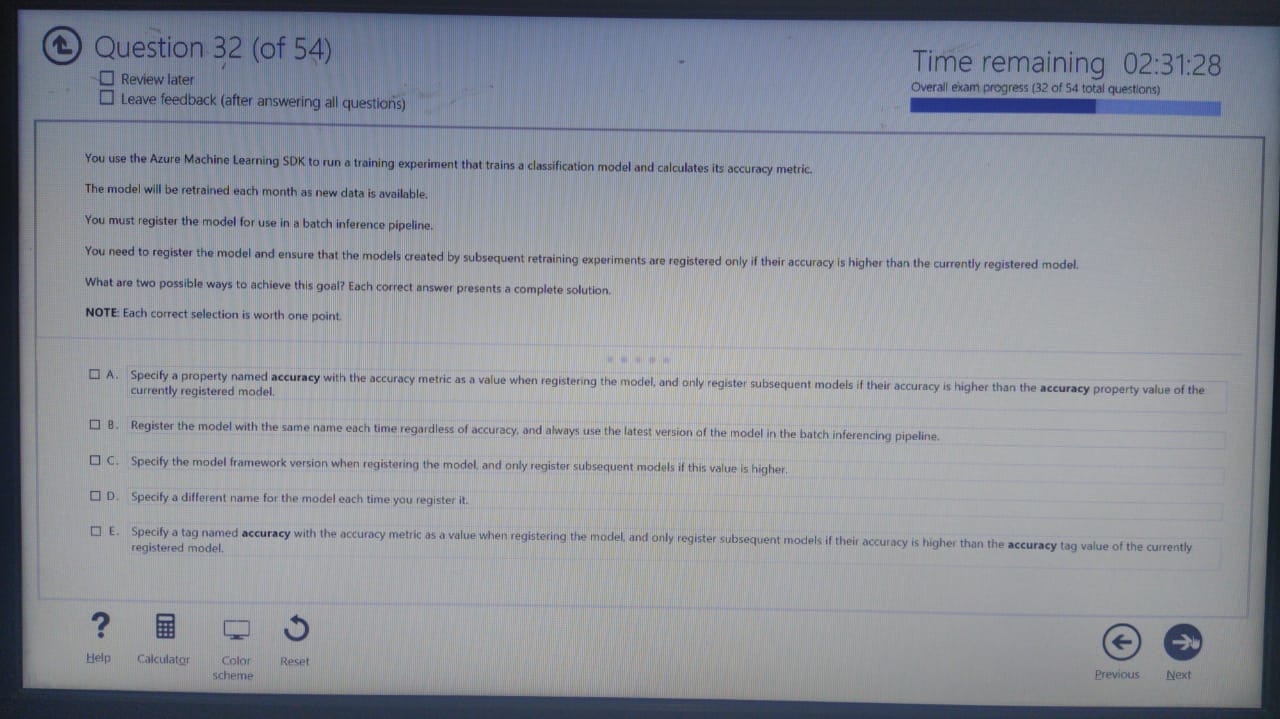 Question 32 (of 54)
Review later
Leave feedback (after answering all questions)
Time remaining 02:31:28
Overall exam progress (32 of 54 total questions)
You use the Azure Machine Learning SDK to run a training experiment that trains a classification model and calculates its accuracy metric.
The model will be retrained each month as new data is available.
You must register the model for use in a batch inference pipeline.
You need to register the model and ensure that the models created by subsequent retraining experiments are registered only if their accuracy is higher than the currently registered model.
What are two possible ways to achieve this goal? Each correct answer presents a complete solution.
NOTE: Each correct selection is worth one point.
A. Specify a property named accuracy with the accuracy metric as a value when registering the model, and only register subsequent models if their accuracy is higher than the accuracy property value of the
currently registered model.
B. Register the model with the same name each time regardless of accuracy, and always use the latest version of the model in the batch inferencing pipeline.
C. Specify the model framework version when registering the model, and only register subsequent models if this value is higher.
D. Specify a different name for the model each time you register it.
E. Specify a tag named accuracy with the accuracy metric as a value when registering the model, and only register subsequent models if their accuracy is higher than the accuracy tag value of the currently
registered model.
?
Help
Calculator
Color
scheme
Reset
Previous
Next